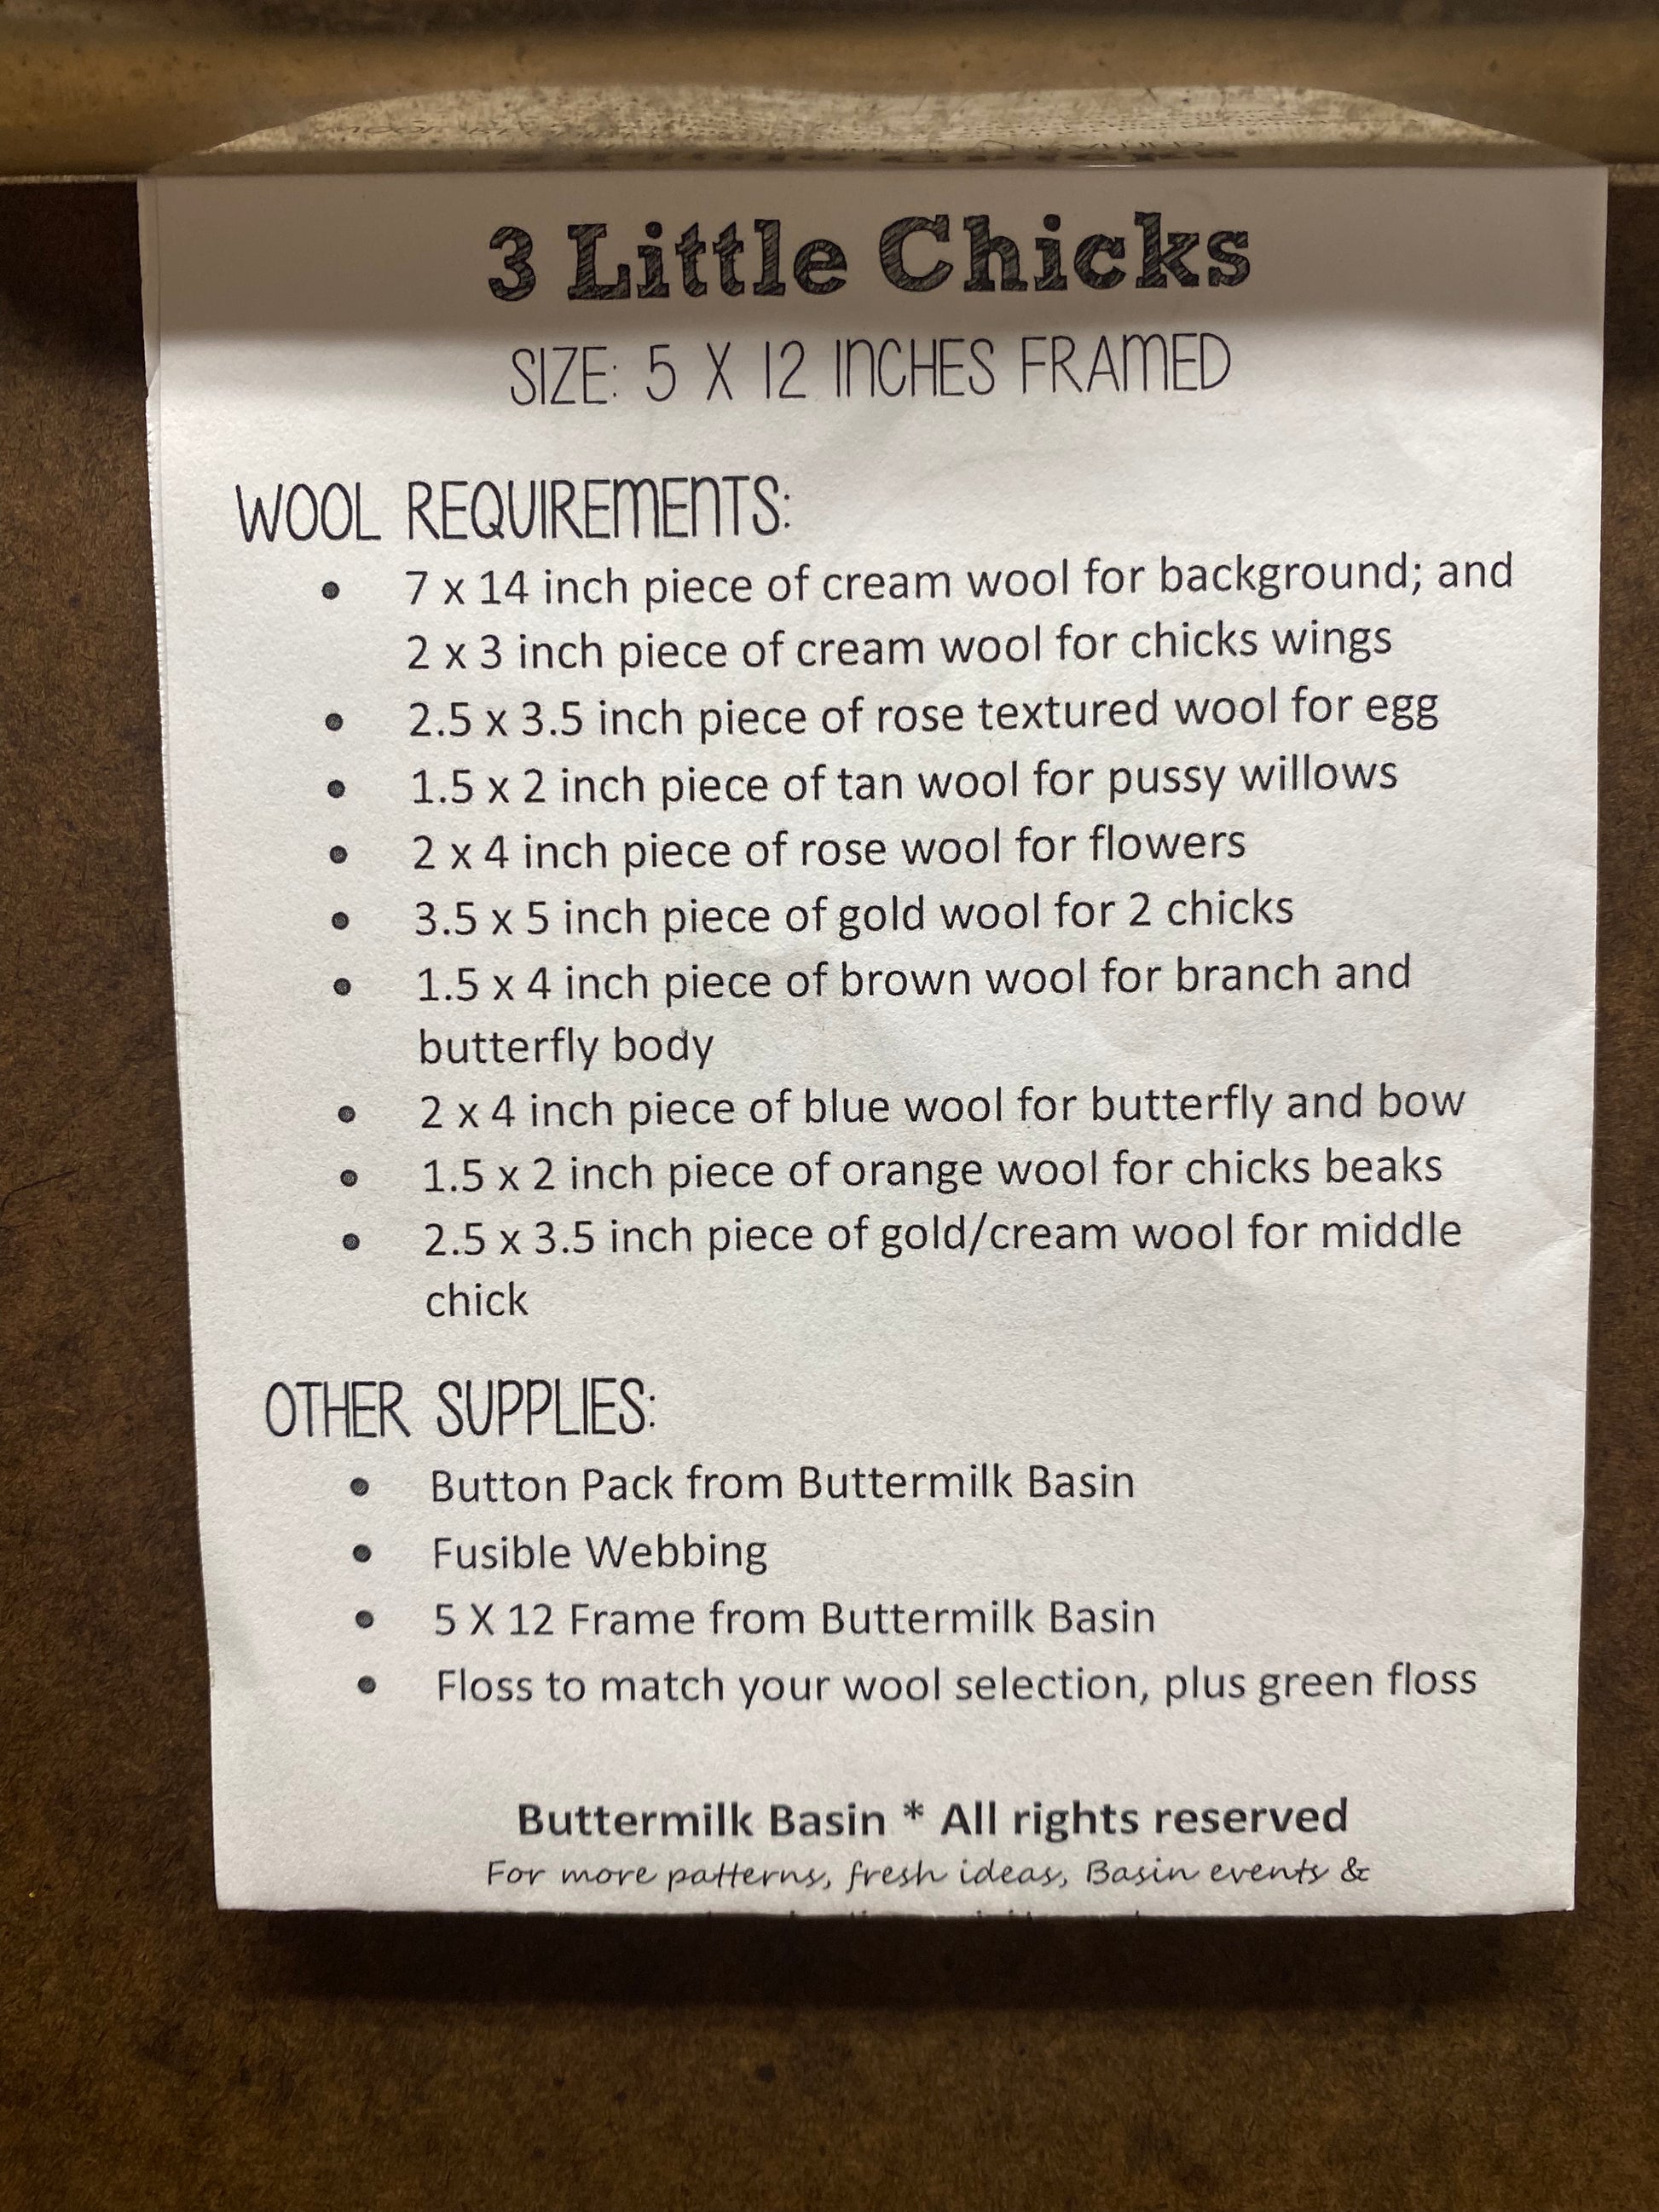 3 Little Chicks
SIZE: 5 X 12 INCHES FRAMED
WOOL REQUIREMENTS:
• 7 x 14 inch piece of cream wool for background; and
2 x 3 inch piece of cream wool for chicks wings
• 2.5 x 3.5 inch piece of rose textured wool for egg
• 1.5 x 2 inch piece of tan wool for pussy willows
• 2 x 4 inch piece of rose wool for flowers
• 3.5 x 5 inch piece of gold wool for 2 chicks
• 1.5 x 4 inch piece of brown wool for branch and
butterfly body
• 2 x 4 inch piece of blue wool for butterfly and bow
• 1.5 x 2 inch piece of orange wool for chicks beaks
• 2.5 x 3.5 inch piece of gold/cream wool for middle
chick
OTHER SUPPLIES:
• Button Pack from Buttermilk Basin
• Fusible Webbing
• 5 X 12 Frame from Buttermilk Basin
• Floss to match your wool selection, plus green floss
Buttermilk Basin * All rights reserved
For more patterns, fresh ideas, Basin events &